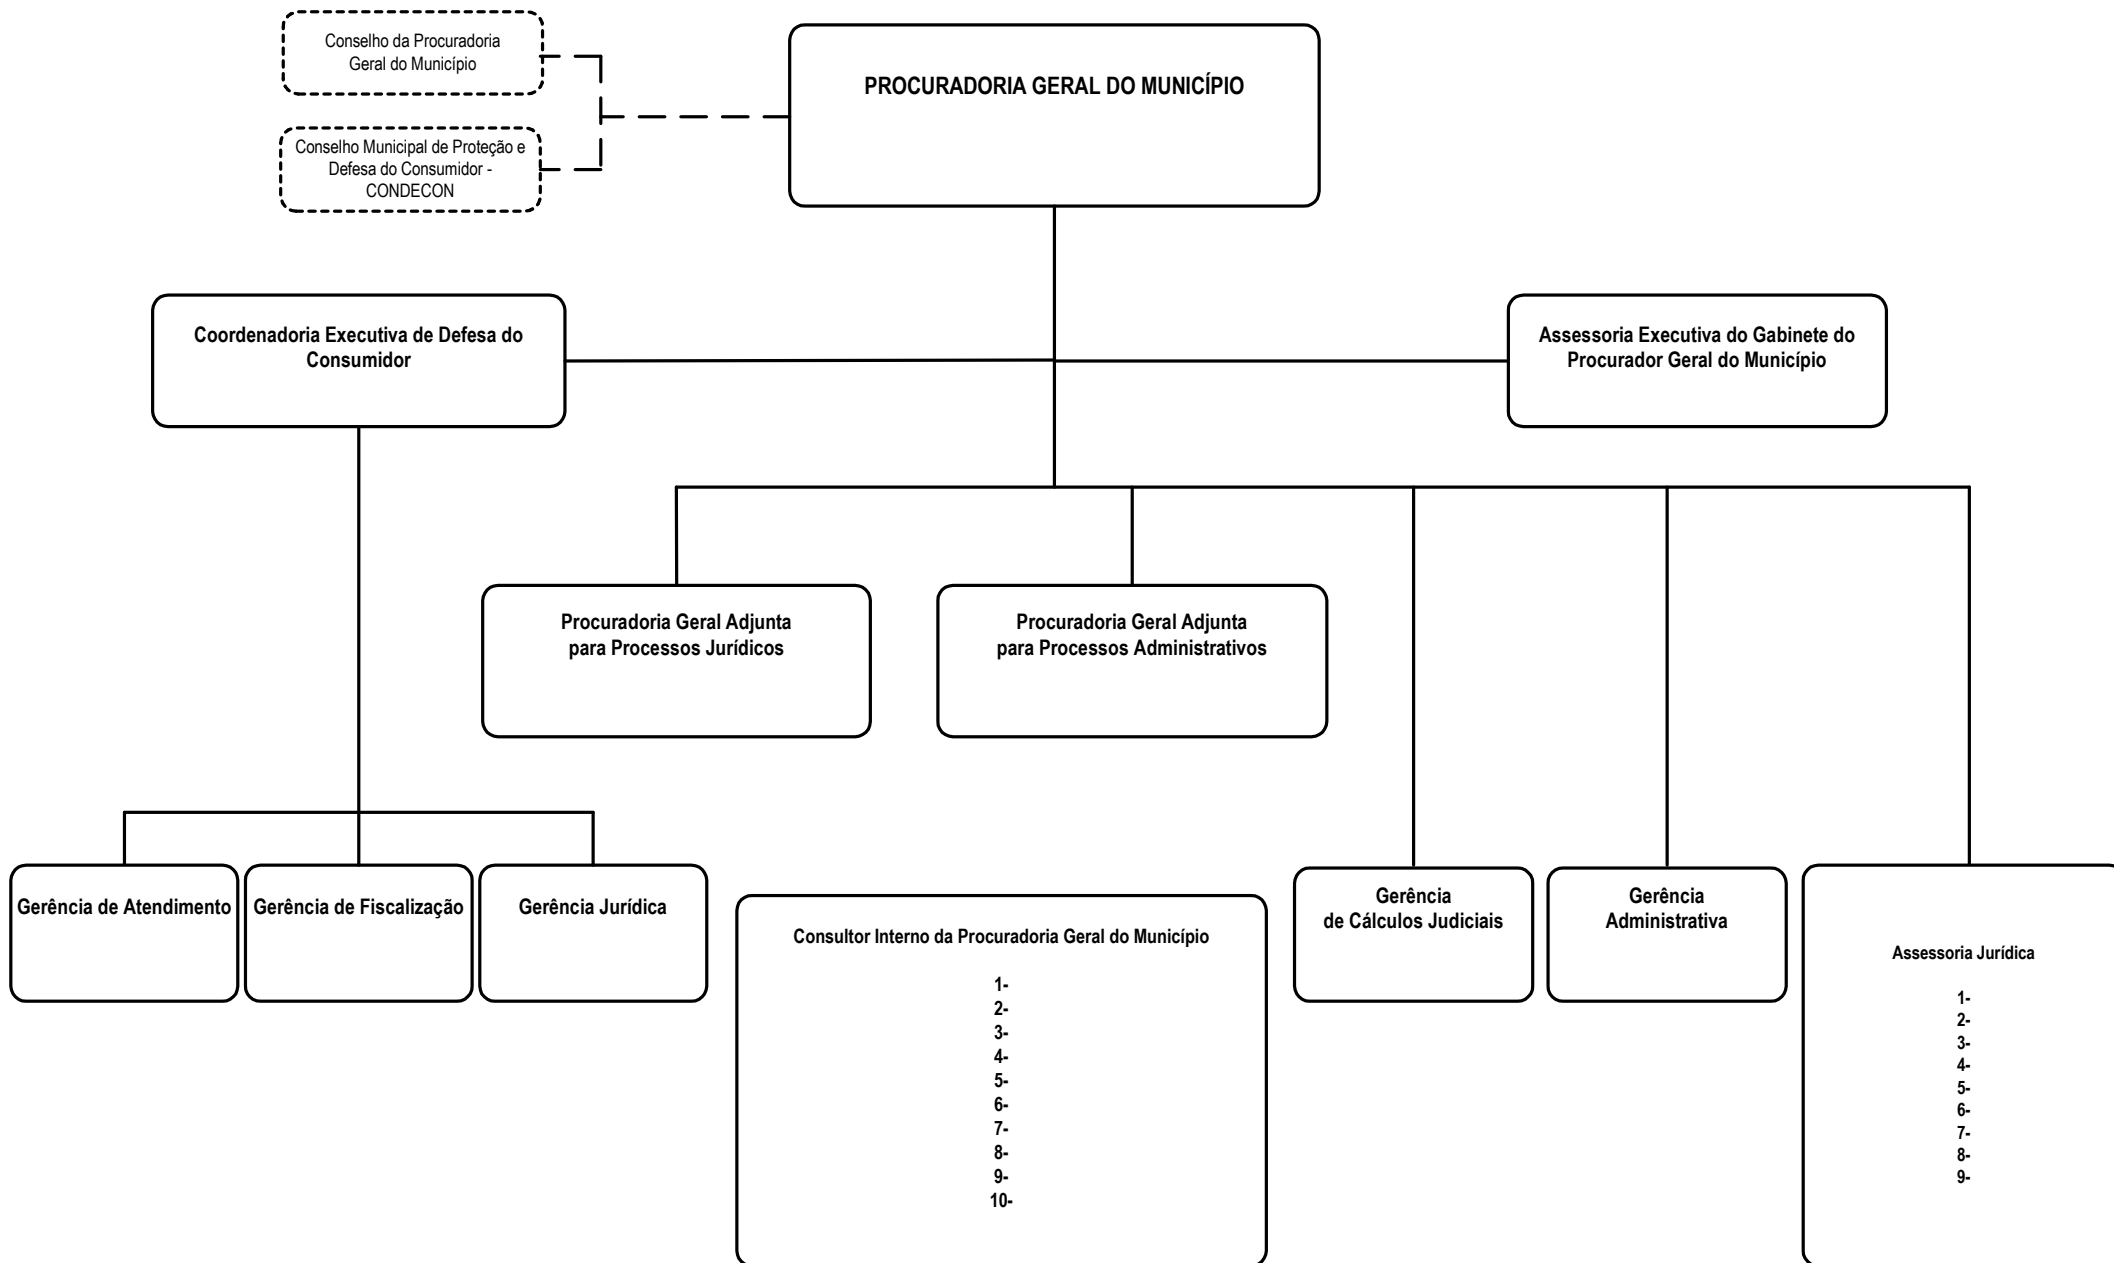 Conselho da Procuradoria
Geral do Município
PROCURADORIA GERAL DO MUNICÍPIO
Conselho Municipal de Proteção e
Defesa do Consumidor -
CONDECON
Coordenadoria Executiva de Defesa do
Consumidor
Assessoria Executiva do Gabinete do
Procurador Geral do Município
Procuradoria Geral Adjunta
para Processos Jurídicos
Procuradoria Geral Adjunta
para Processos Administrativos
Gerência de Atendimento
Gerência de Fiscalização
Gerência Jurídica
Consultor Interno da Procuradoria Geral do Município
1-
2-
3-
4-
5-
6-
7-
8-
9-
10-
Gerência
de Cálculos Judiciais
Gerência
Administrativa
Assessoria Jurídica
1-
2-
3-
4-
5-
6-
7-
8-
9-